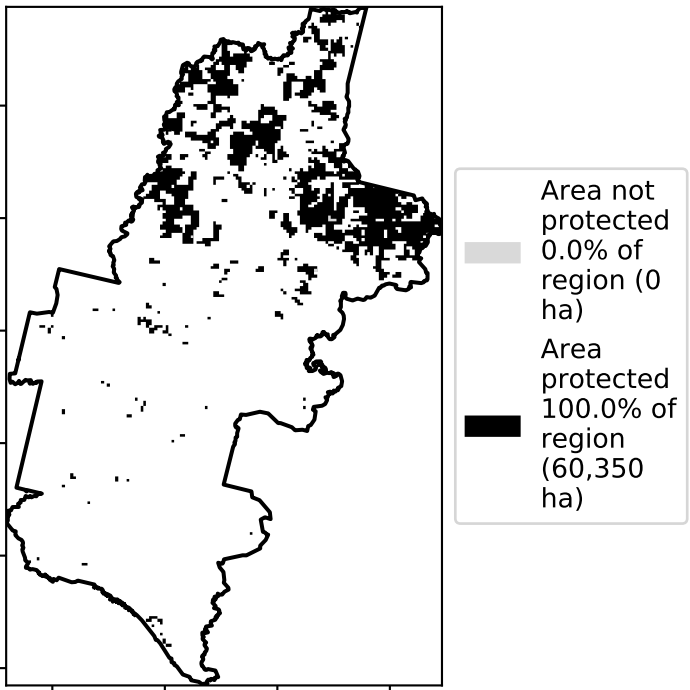 Area not
protected
0.0% of
region (0
ha)
Area
protected
100.0% of
region
(60,350
ha)